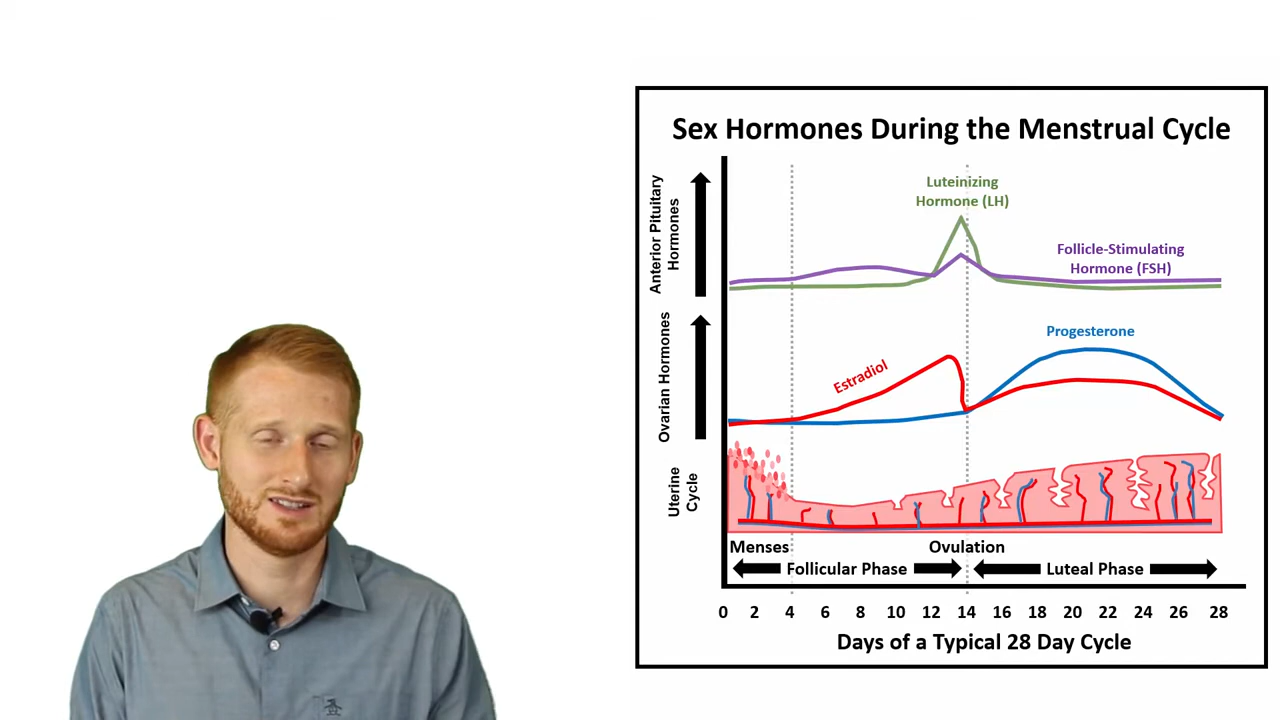 Sex Hormones During the Menstrual Cycle
Anterior Pituitary
Hormones
Luteinizing
Hormone (LH)
Follicle-Stimulating
Hormone (FSH)
Ovarian Hormones
Estradiol
Progesterone
Uterine
Cycle
Menses
Ovulation
Follicular Phase
Luteal Phase
0 2 4 6 8 10 12 14 16 18 20 22 24 26 28
Days of a Typical 28 Day Cycle